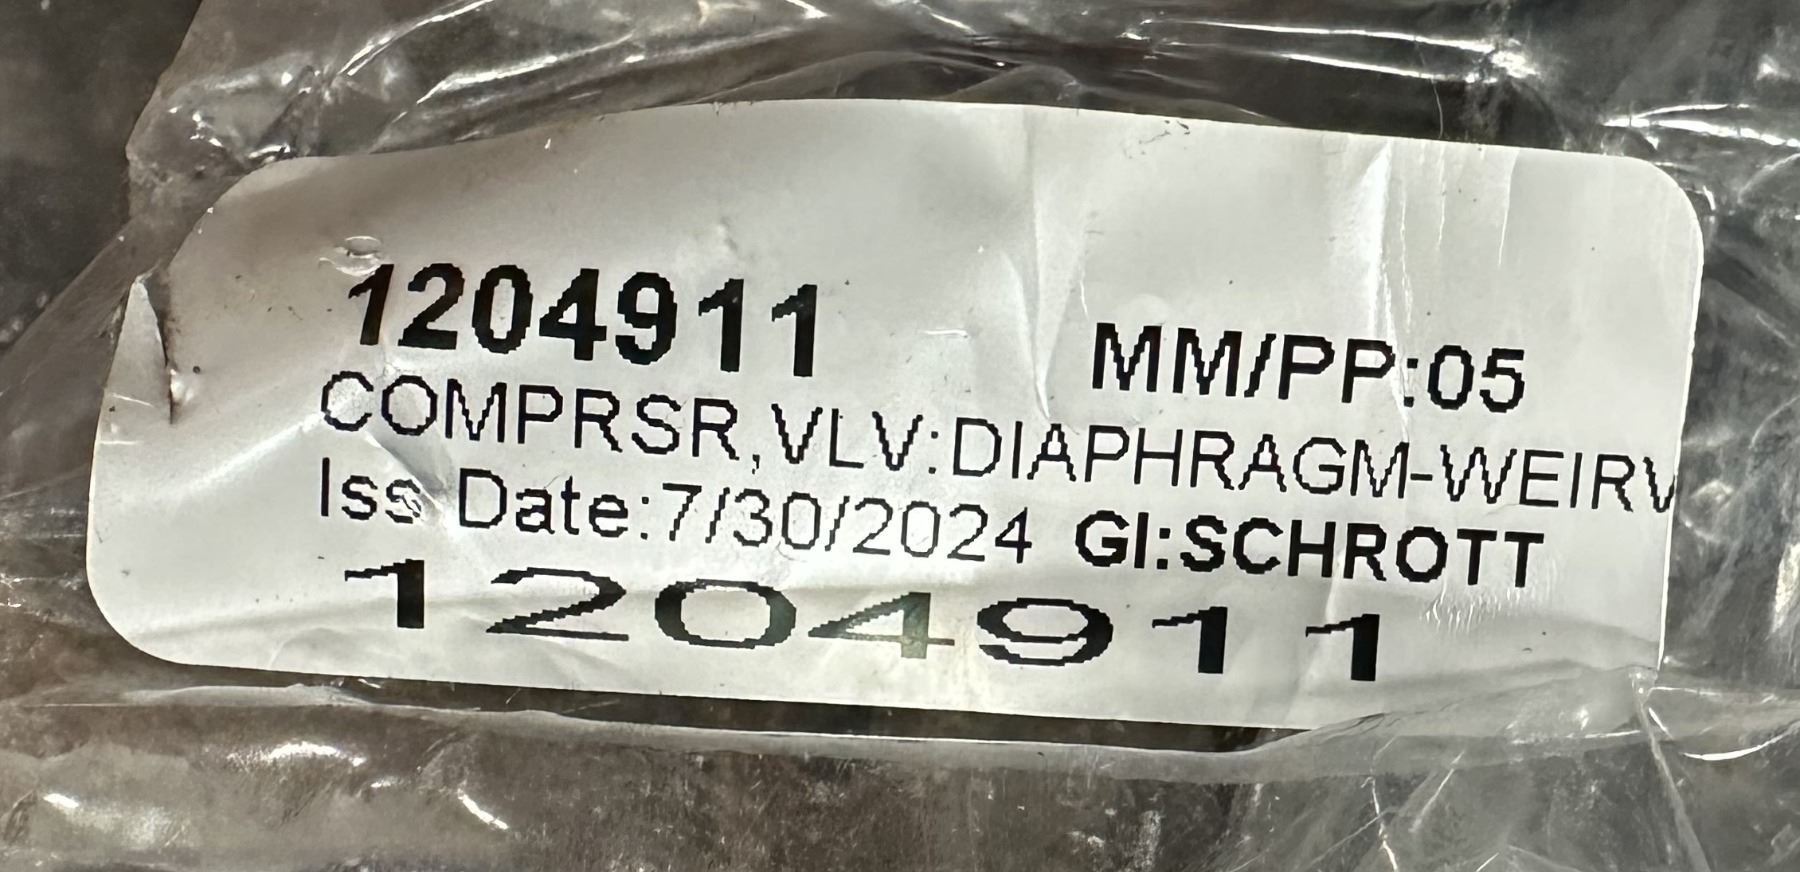 1204911 MM/PP:05
COMPRSR,VLV:DIAPHRAGM-WEIRV
Iss Date:7/30/2024 GI:SCHROTT
1204911